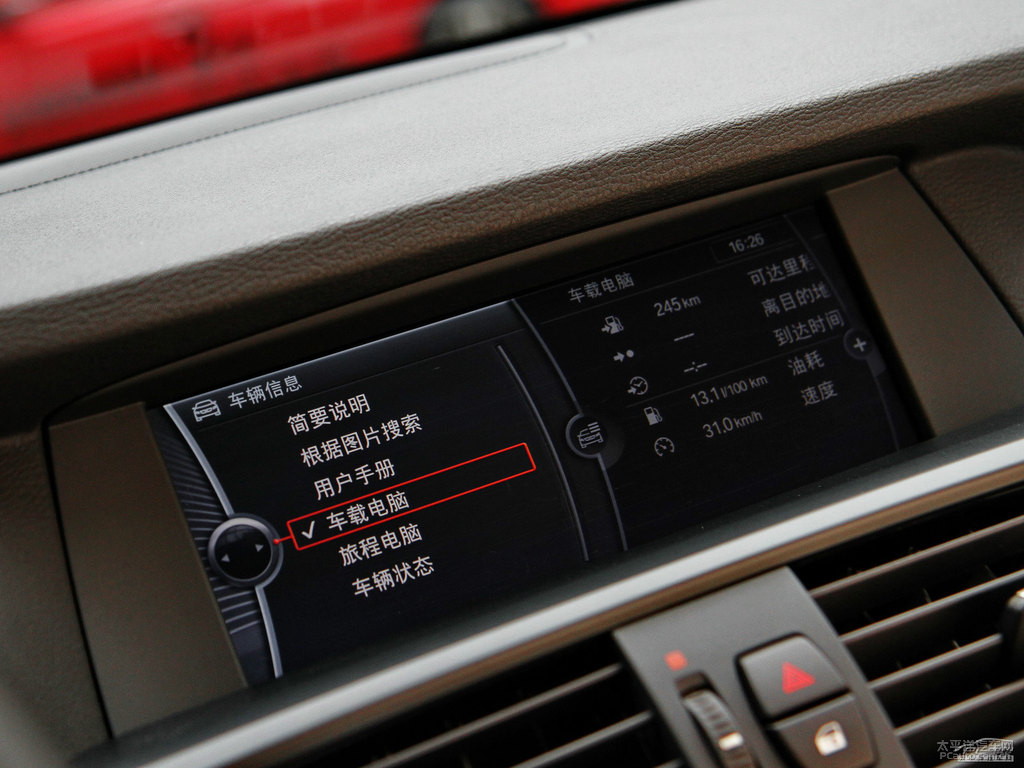 车辆信息
简要说明
根据图片搜索
用户手册
✓ 车载电脑
旅程电脑
车辆状态
车载电脑
16:26
245 km 可达里程
— 离目的地
-:- 到达时间
13.1 l/100 km 油耗
31.0 km/h 速度
太平洋汽车网
PCauto.com.cn